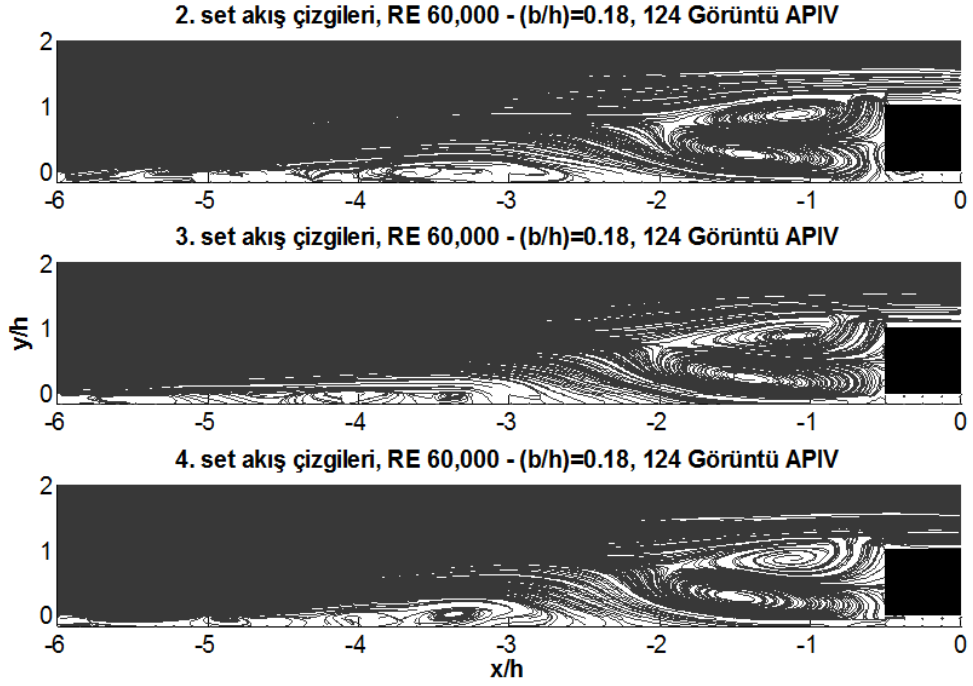 2. set akış çizgileri, RE 60,000 - (b/h)=0.18, 124 Görüntü APIV
2
1
0
-6 -5 -4 -3 -2 -1 0
3. set akış çizgileri, RE 60,000 - (b/h)=0.18, 124 Görüntü APIV
y/h
2
1
0
-6 -5 -4 -3 -2 -1 0
4. set akış çizgileri, RE 60,000 - (b/h)=0.18, 124 Görüntü APIV
2
1
0
-6 -5 -4 -3 -2 -1 0
x/h